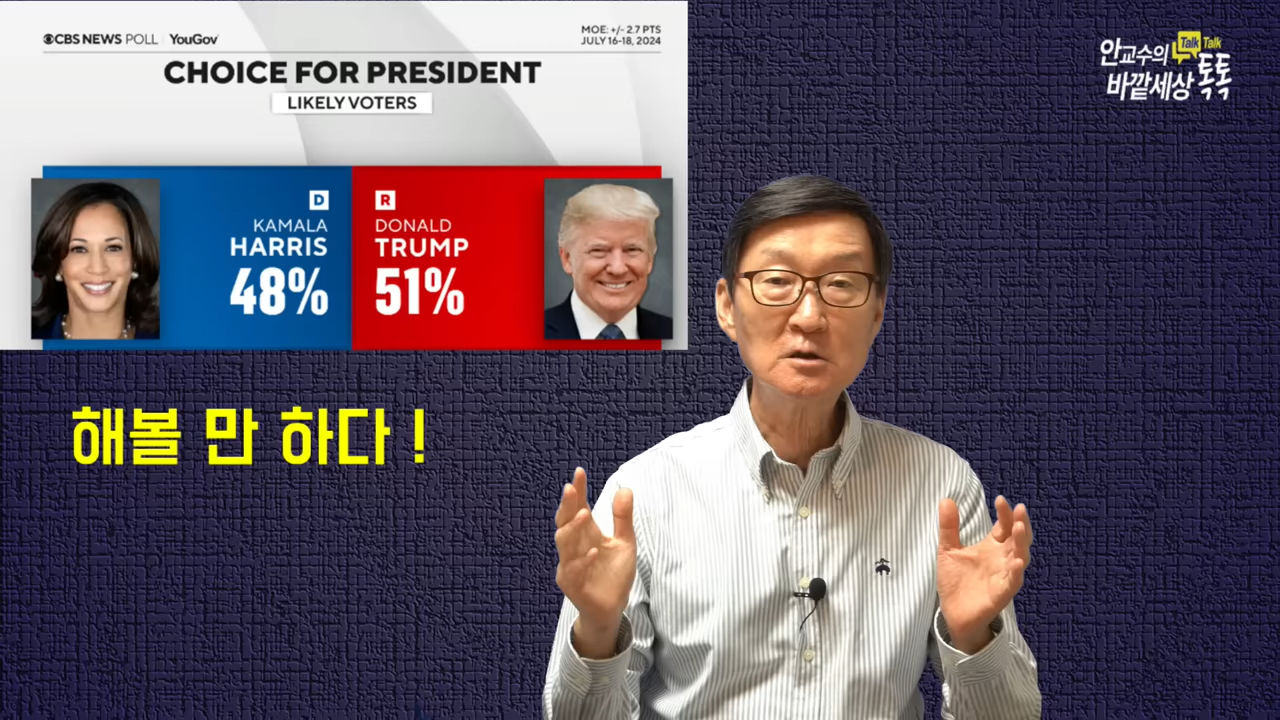 CBS NEWS POLL | YouGov
MOE: +/- 2.7 PTS
JULY 16-18, 2024
CHOICE FOR PRESIDENT
LIKELY VOTERS
D
KAMALA
HARRIS
48%
R
DONALD
TRUMP
51%
안교수의 Talk Talk
바깥세상 톡톡
해볼 만 하다 !